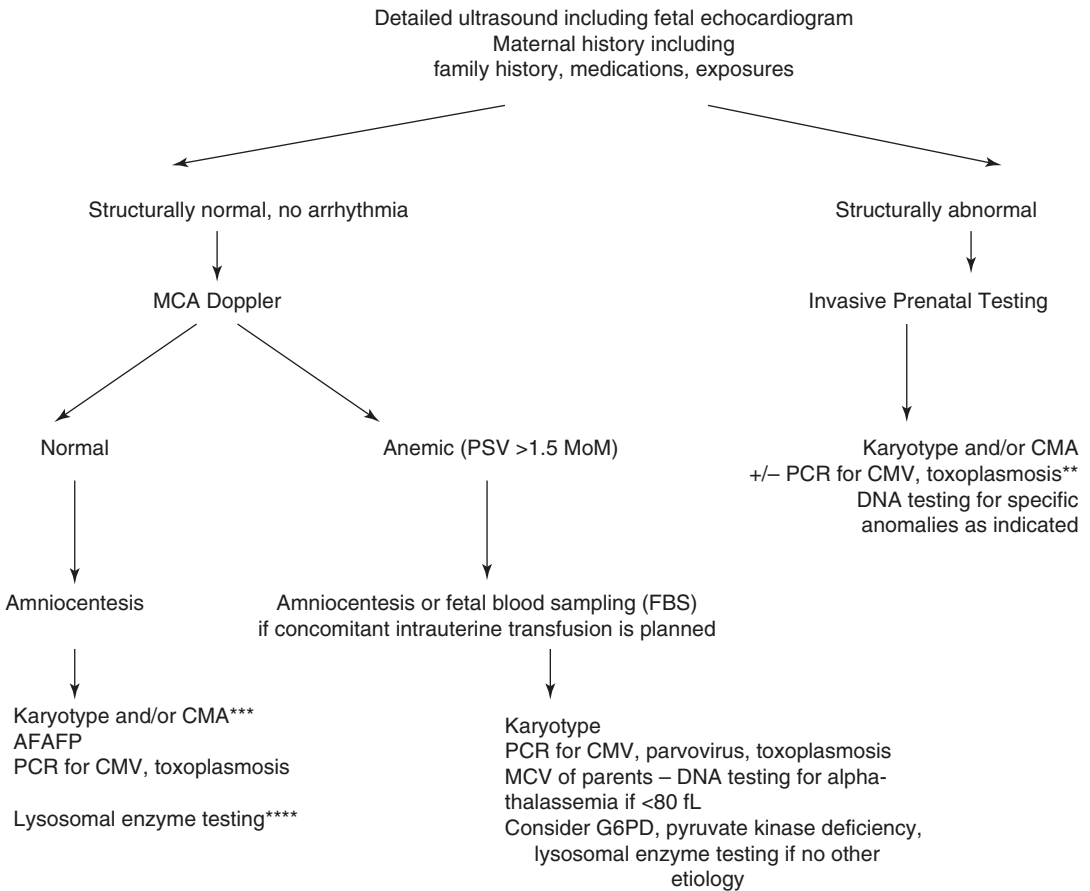 Detailed ultrasound including fetal echocardiogram
Maternal history including
family history, medications, exposures
Structurally normal, no arrhythmia
Structurally abnormal
MCA Doppler
Invasive Prenatal Testing
Normal
Anemic (PSV >1.5 MoM)
Karyotype and/or CMA
+/– PCR for CMV, toxoplasmosis**
DNA testing for specific
anomalies as indicated
Amniocentesis
Amniocentesis or fetal blood sampling (FBS)
if concomitant intrauterine transfusion is planned
Karyotype and/or CMA***
AFAFP
PCR for CMV, toxoplasmosis
Lysosomal enzyme testing****
Karyotype
PCR for CMV, parvovirus, toxoplasmosis
MCV of parents – DNA testing for alpha-
thalassemia if <80 fL
Consider G6PD, pyruvate kinase deficiency,
lysosomal enzyme testing if no other
etiology